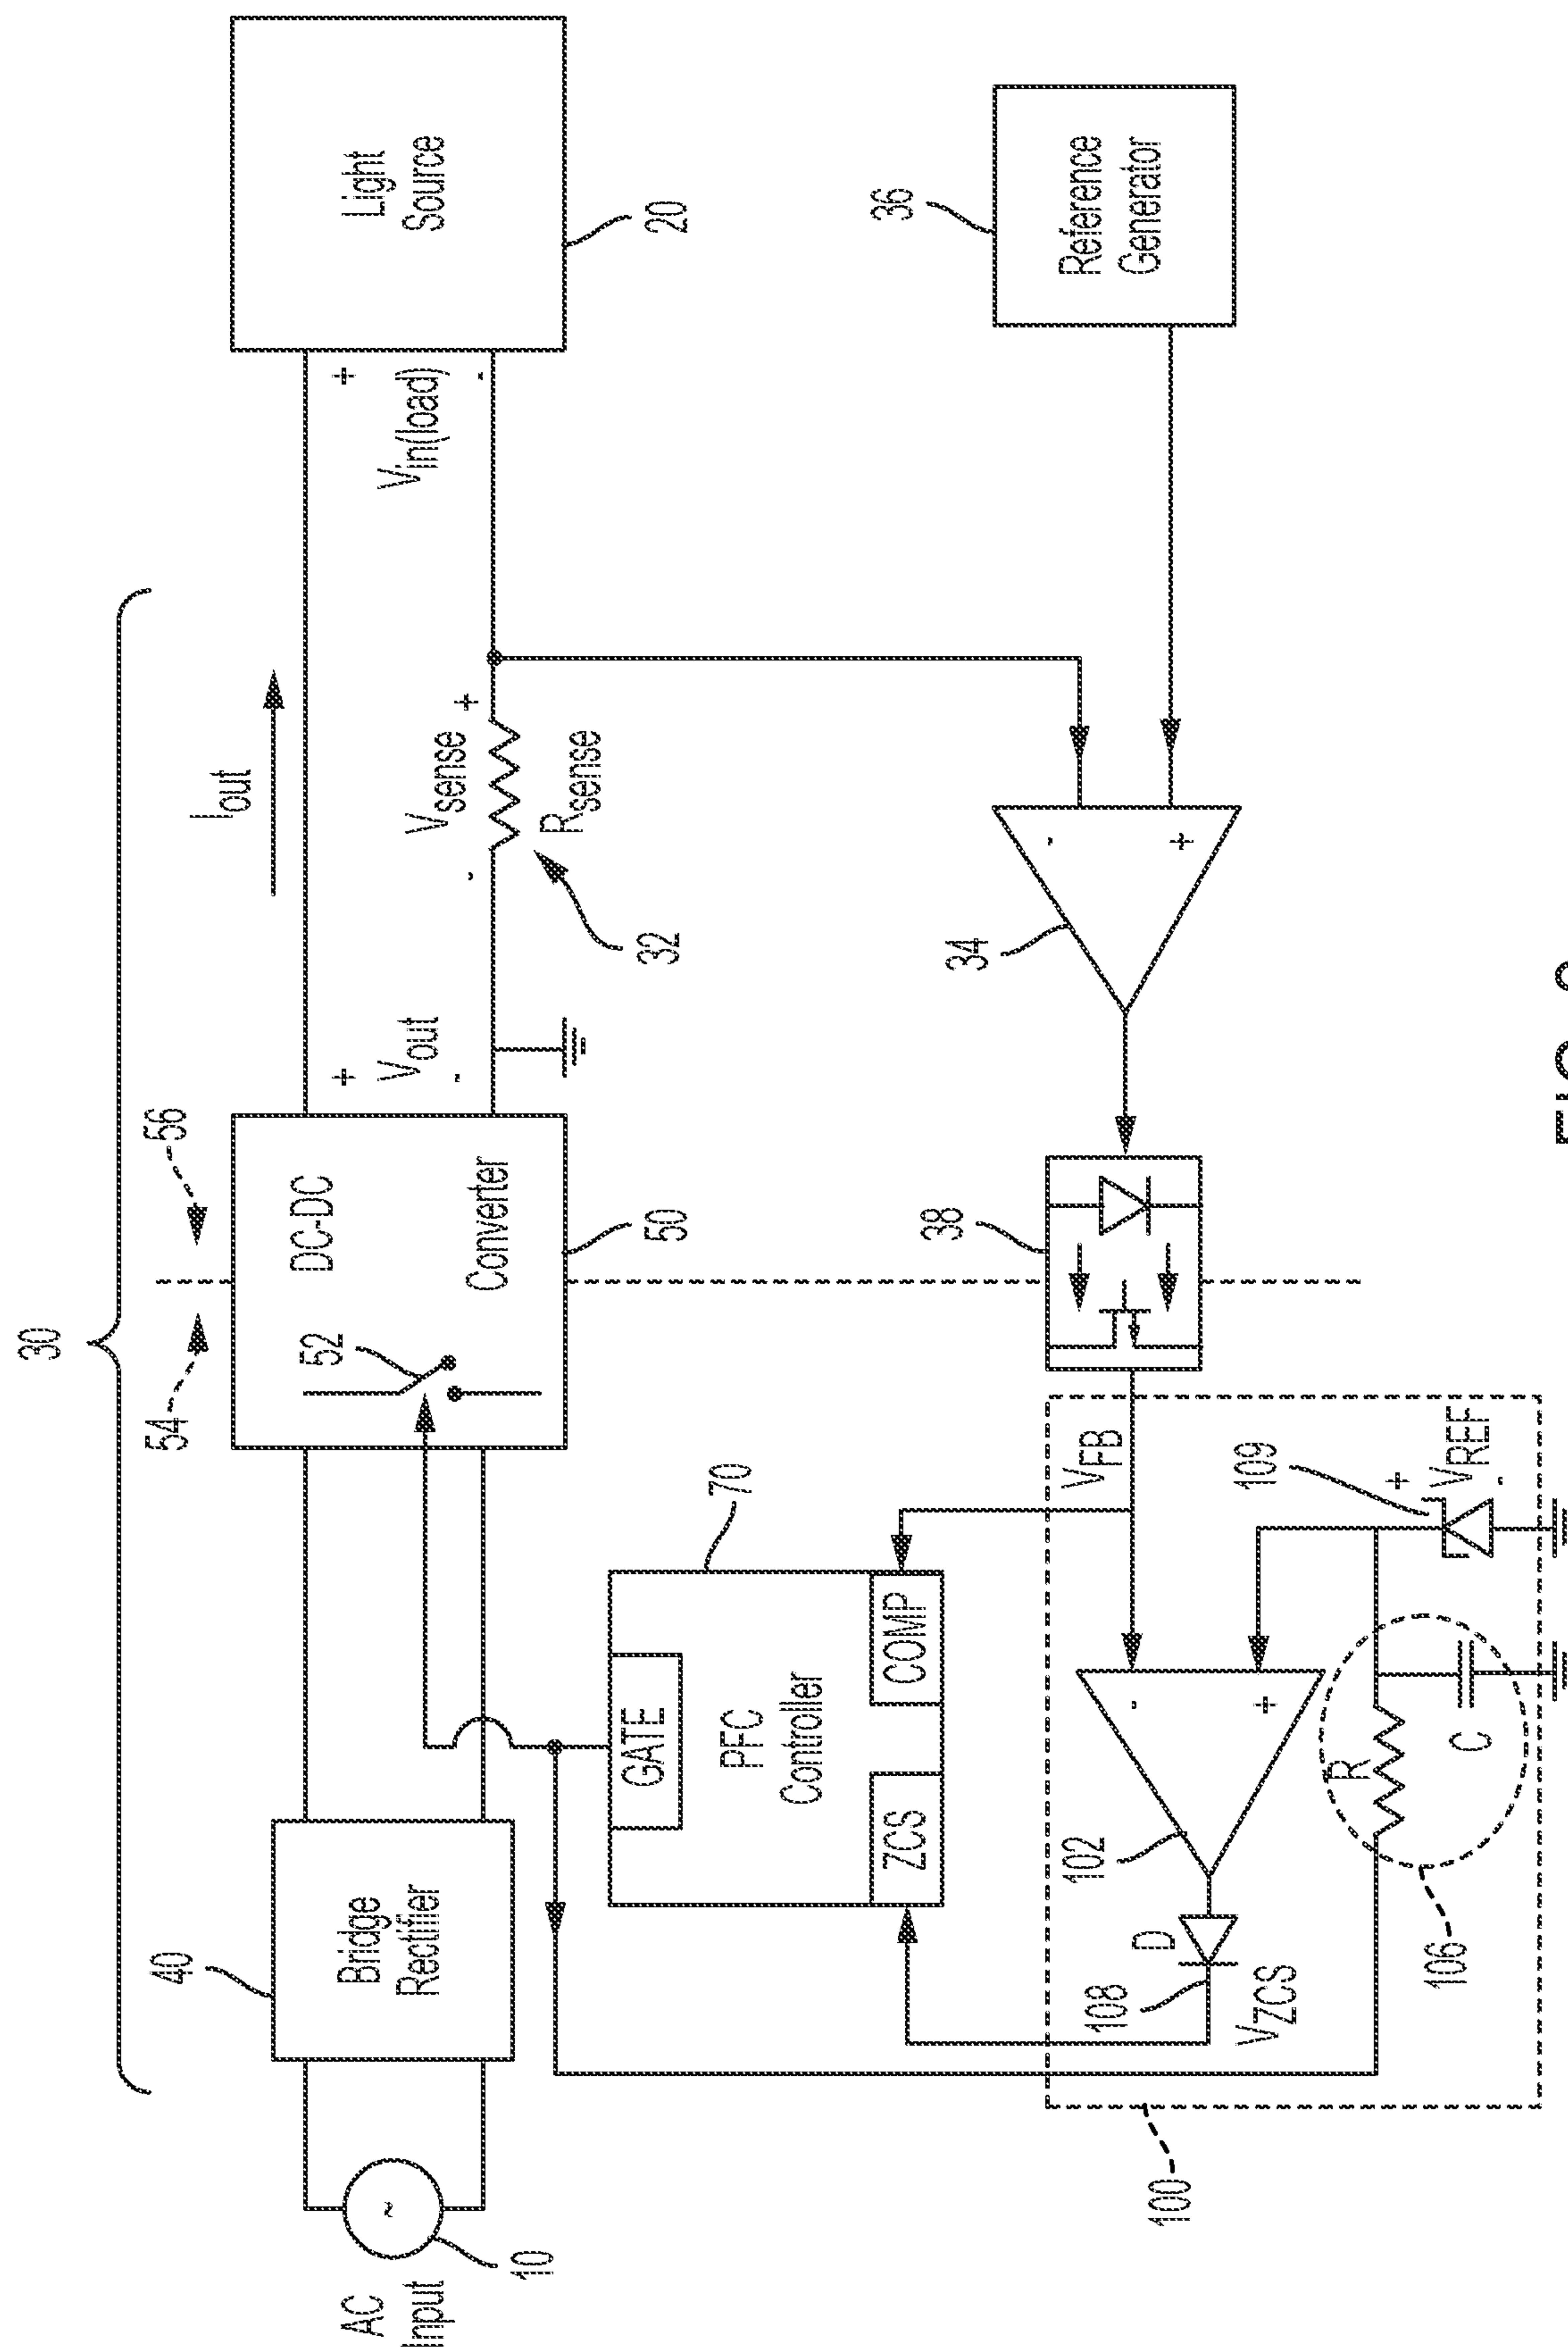 30
54
56
AC
Input
10
40
Bridge
Rectifier
52
DC-DC
Converter
50
+
Vout
-
Iout
-
Vsense
+
Rsense
32
+
Vin(load)
-
Light
Source
20
70
GATE
PFC
Controller
ZCS
COMP
VFB
38
34
-
+
36
Reference
Generator
100
102
-
+
D
108
VZCS
R
C
106
109
+
VREF
-